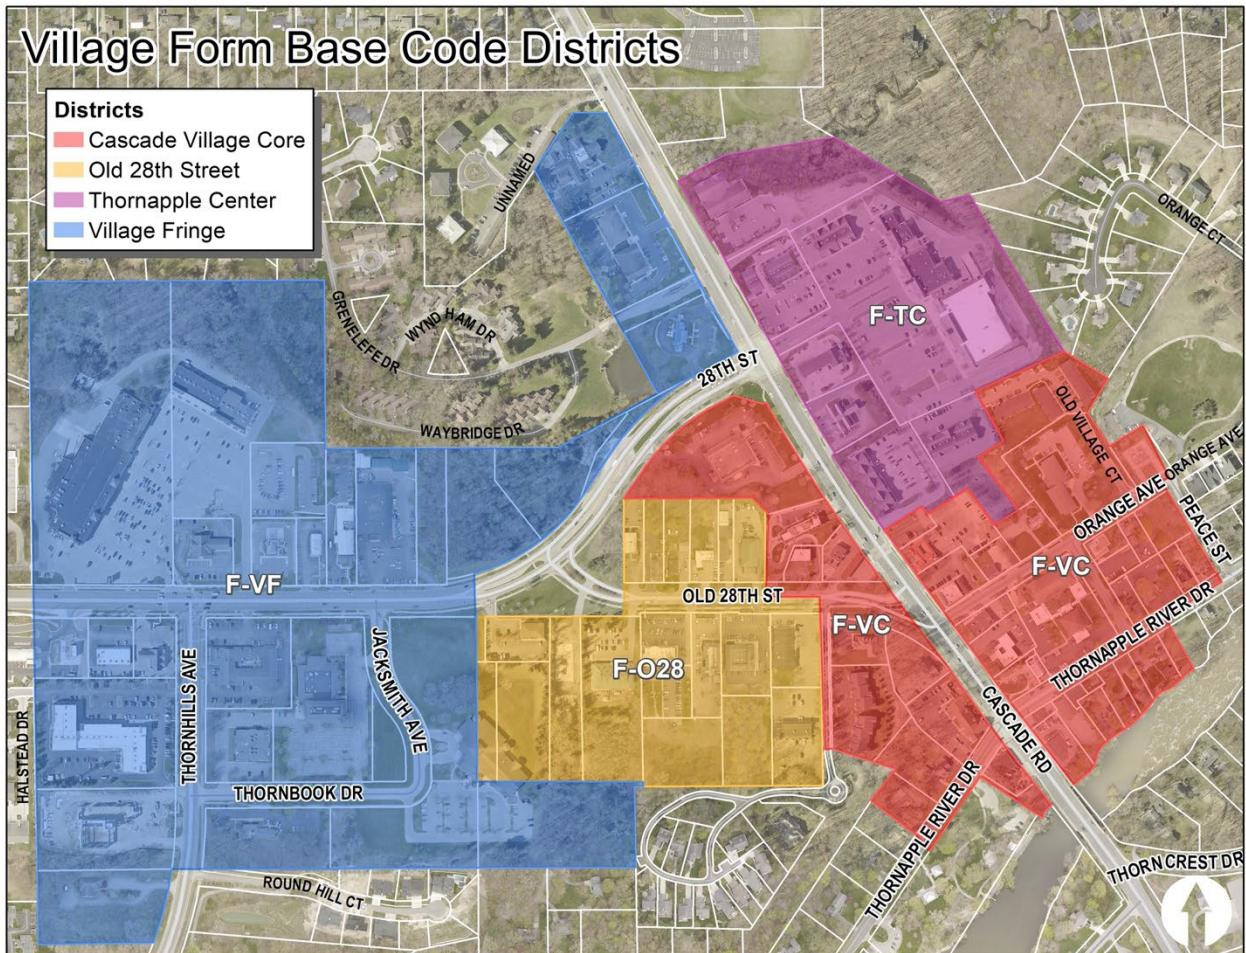 Village Form Base Code Districts
Districts
Cascade Village Core
Old 28th Street
Thornapple Center
Village Fringe
UNNAMED
ORANGE CT
GRENELEFE DR
WYND HAM DR
F-TC
28TH ST
WAYBRIDGE DR
OLD VILLAGE CT
ORANGE AVE
ORANGE AVE
PEACE ST
F-VF
F-VC
OLD 28TH ST
F-VC
THORNAPPLE RIVER DR
JACKSMITH AVE
THORNHILLS AVE
F-O28
HALSTEAD DR
CASCADE RD
THORNBOOK DR
THORNAPPLE RIVER DR
THORN CREST DR
ROUND HILL CT